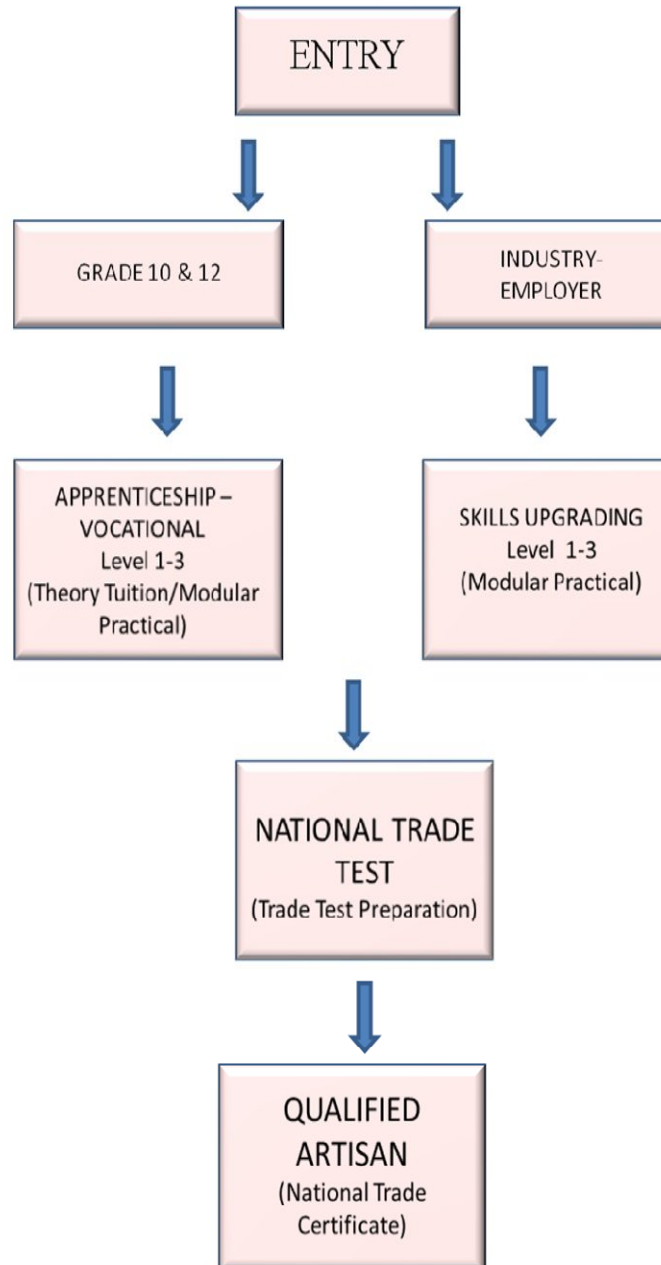 ENTRY
GRADE 10 & 12
INDUSTRY-
EMPLOYER
APPRENTICESHIP –
VOCATIONAL
Level 1-3
(Theory Tuition/Modular
Practical)
SKILLS UPGRADING
Level 1-3
(Modular Practical)
NATIONAL TRADE
TEST
(Trade Test Preparation)
QUALIFIED
ARTISAN
(National Trade
Certificate)